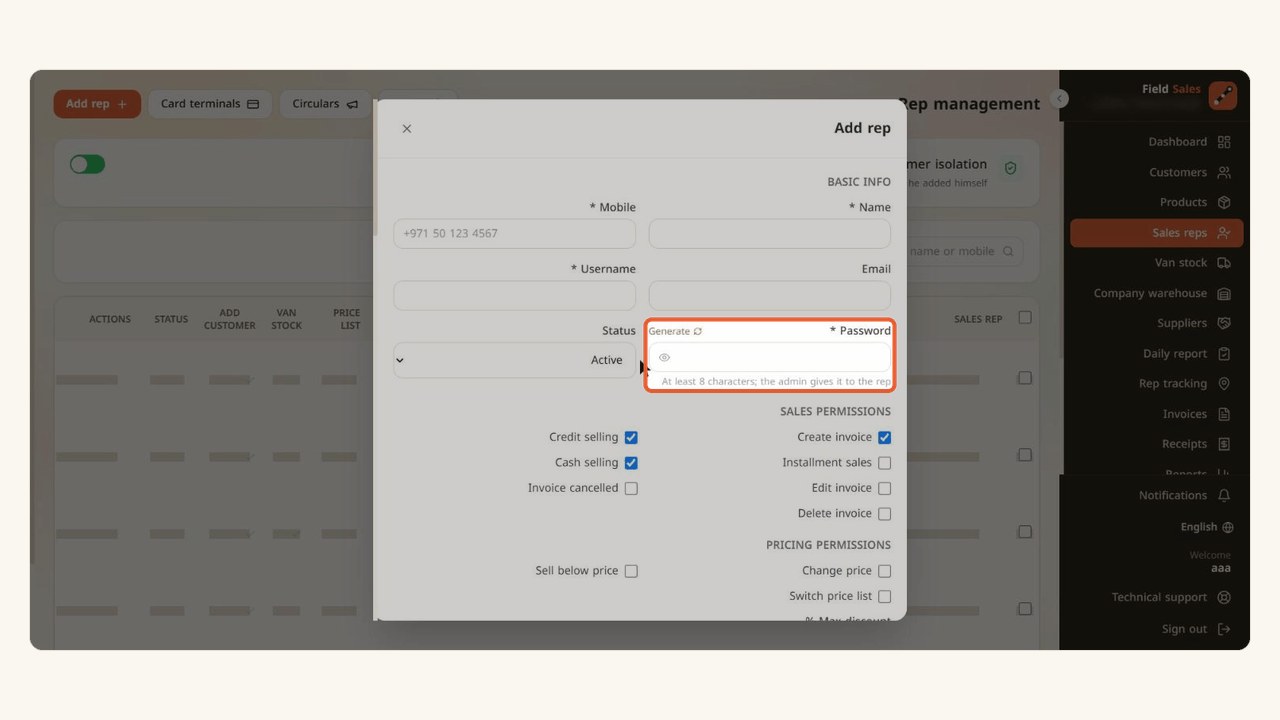 Add rep
Card terminals
Circulars
Rep management
Field Sales
mer isolation
he added himself
name or mobile
ACTIONS
STATUS
ADD CUSTOMER
VAN STOCK
PRICE LIST
SALES REP
Add rep
BASIC INFO
* Name
* Mobile
+971 50 123 4567
Email
* Username
* Password
Generate
At least 8 characters; the admin gives it to the rep
Status
Active
SALES PERMISSIONS
Create invoice
Credit selling
Installment sales
Cash selling
Edit invoice
Invoice cancelled
Delete invoice
PRICING PERMISSIONS
Change price
Sell below price
Switch price list
% Max discount
Dashboard
Customers
Products
Sales reps
Van stock
Company warehouse
Suppliers
Daily report
Rep tracking
Invoices
Receipts
Reports
Notifications
English
Welcome
aaa
Technical support
Sign out